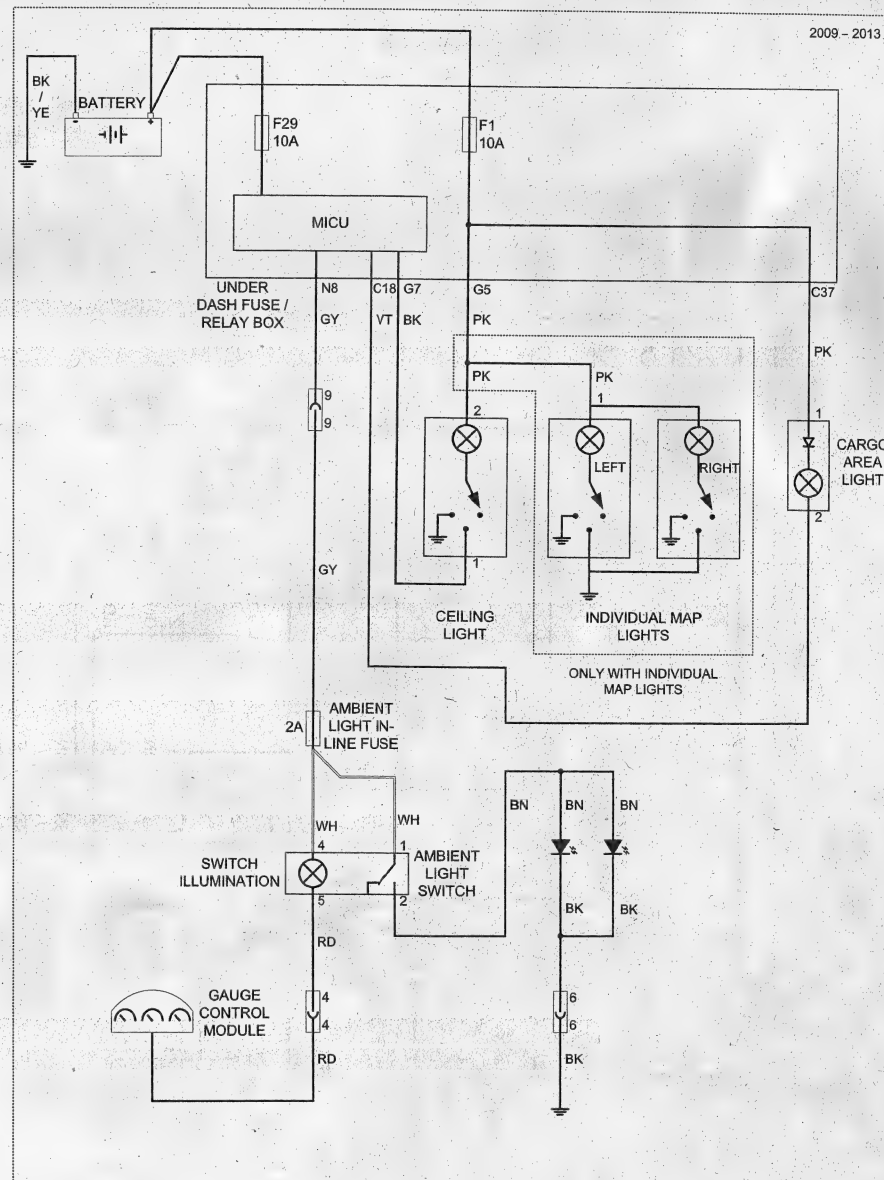 2009 – 2013
BK
/
YE
BATTERY
-
+
F29
10A
F1
10A
MICU
UNDER
DASH FUSE /
RELAY BOX
N8
C18
G7
G5
C37
GY
VT
BK
PK
PK
PK
PK
9
9
2
1
1
LEFT
RIGHT
CARGO
AREA
LIGHT
2
1
GY
CEILING
LIGHT
INDIVIDUAL MAP
LIGHTS
ONLY WITH INDIVIDUAL
MAP LIGHTS
2A
AMBIENT
LIGHT IN-
LINE FUSE
WH
WH
BN
BN
BN
4
1
SWITCH
ILLUMINATION
AMBIENT
LIGHT
SWITCH
5
2
BK
BK
RD
GAUGE
CONTROL
MODULE
4
4
6
6
RD
BK